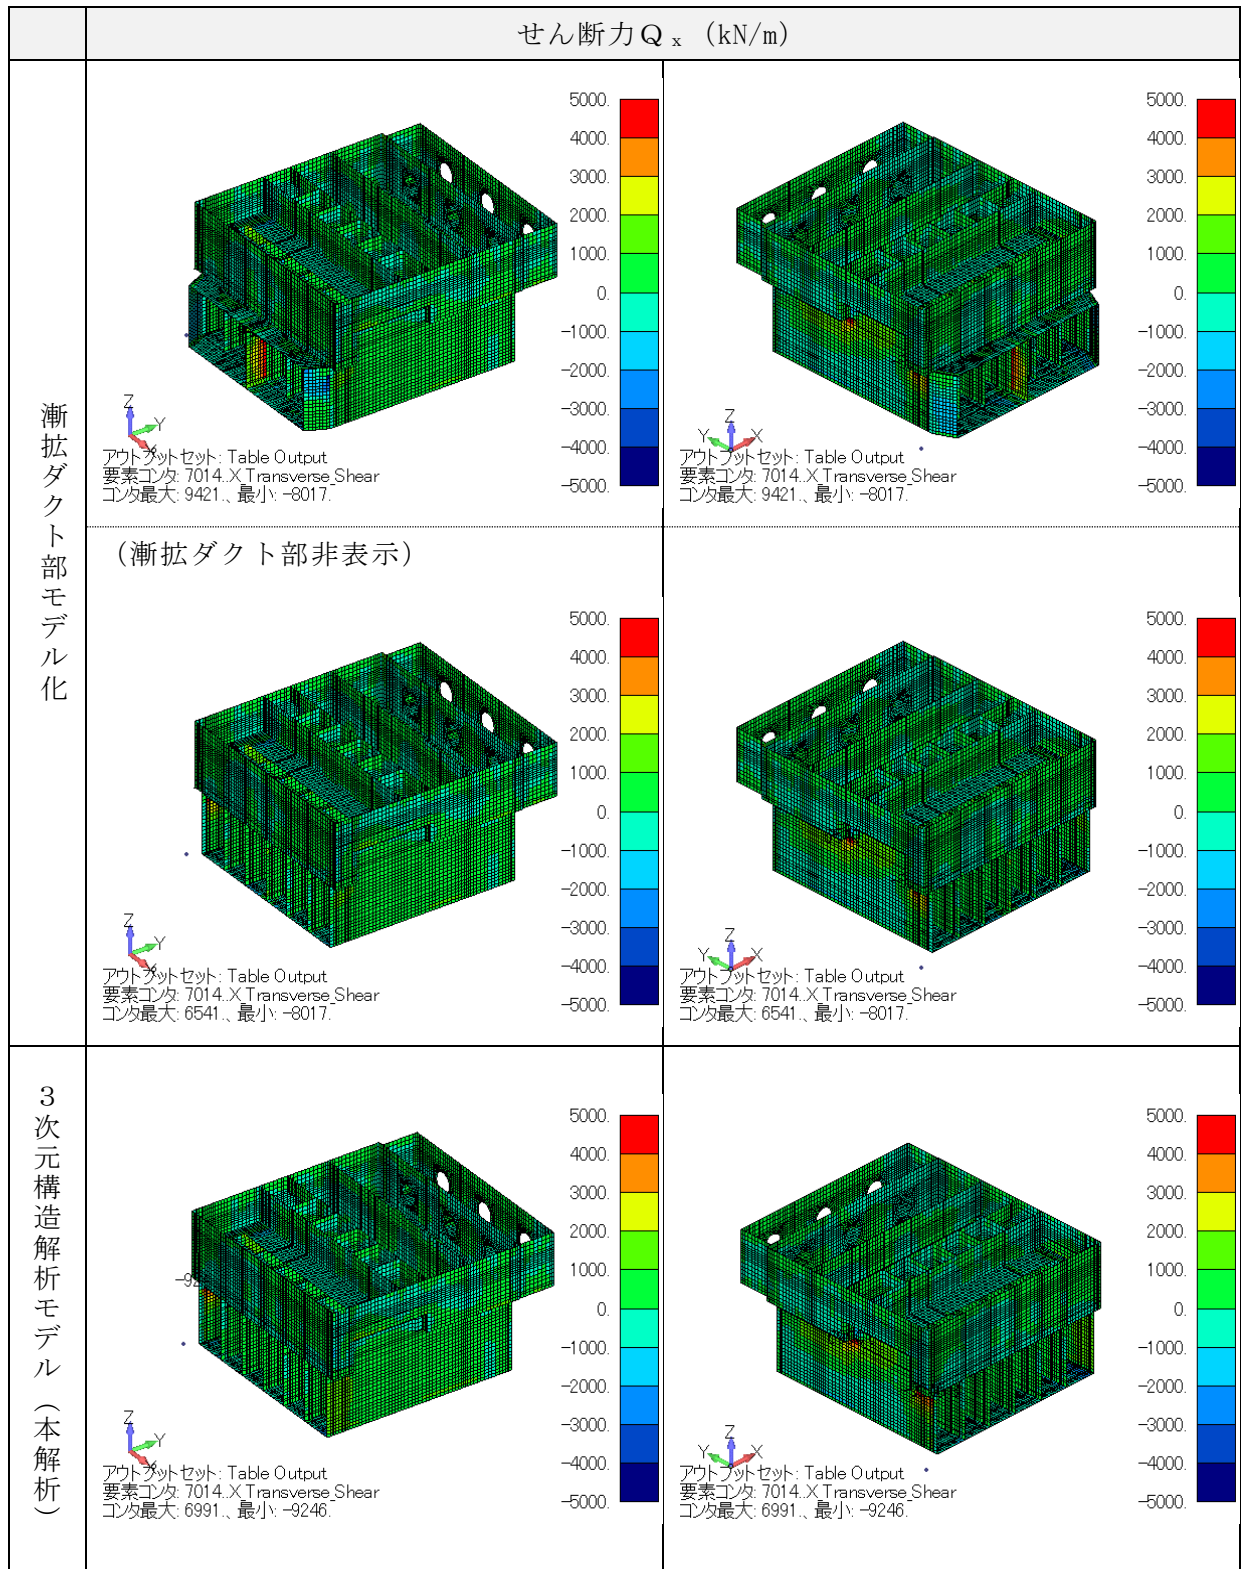 せん断力Qx (kN/m)
漸拡ダクト部モデル化
5000.
4000.
3000.
2000.
1000.
0.
-1000.
-2000.
-3000.
-4000.
-5000.
Z
Y
X
アウトプットセット: Table Output
要素コンタ: 7014..X Transverse Shear
コンタ最大: 9421.、最小: -8017.
5000.
4000.
3000.
2000.
1000.
0.
-1000.
-2000.
-3000.
-4000.
-5000.
Z
Y X
アウトプットセット: Table Output
要素コンタ: 7014..X Transverse Shear
コンタ最大: 9421.、最小: -8017.
(漸拡ダクト部非表示)
5000.
4000.
3000.
2000.
1000.
0.
-1000.
-2000.
-3000.
-4000.
-5000.
Z
Y
X
アウトプットセット: Table Output
要素コンタ: 7014..X Transverse Shear
コンタ最大: 6541.、最小: -8017.
5000.
4000.
3000.
2000.
1000.
0.
-1000.
-2000.
-3000.
-4000.
-5000.
Z
Y X
アウトプットセット: Table Output
要素コンタ: 7014..X Transverse Shear
コンタ最大: 6541.、最小: -8017.
3次元構造解析モデル(本解析)
5000.
4000.
3000.
2000.
1000.
0.
-1000.
-2000.
-3000.
-4000.
-5000.
Z
Y
X
アウトプットセット: Table Output
要素コンタ: 7014..X Transverse Shear
コンタ最大: 6991.、最小: -9246.
5000.
4000.
3000.
2000.
1000.
0.
-1000.
-2000.
-3000.
-4000.
-5000.
Z
Y X
アウトプットセット: Table Output
要素コンタ: 7014..X Transverse Shear
コンタ最大: 6991.、最小: -9246.